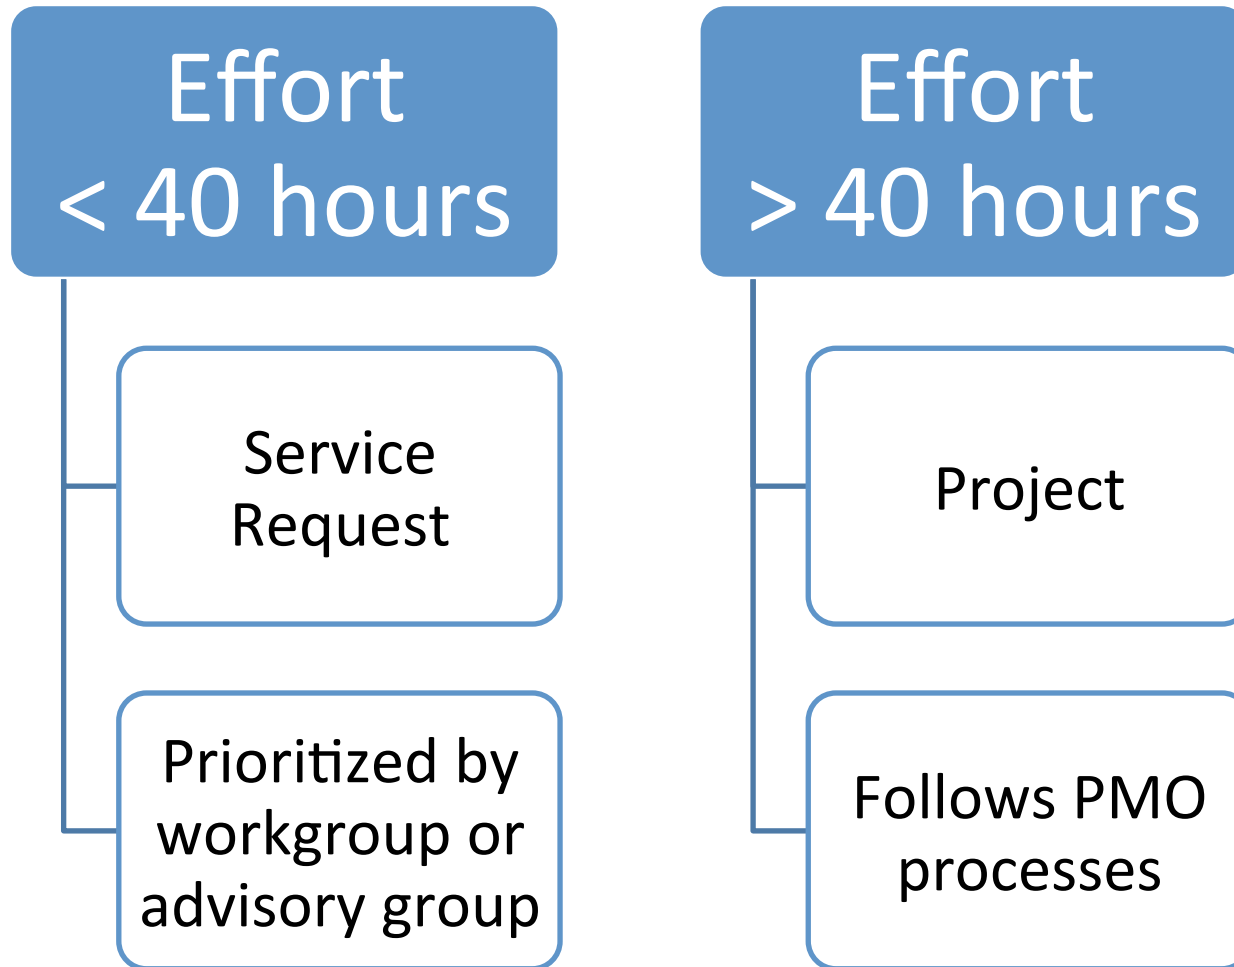 Effort
< 40 hours
Service
Request
Prioritized by
workgroup or
advisory group
Effort
> 40 hours
Project
Follows PMO
processes